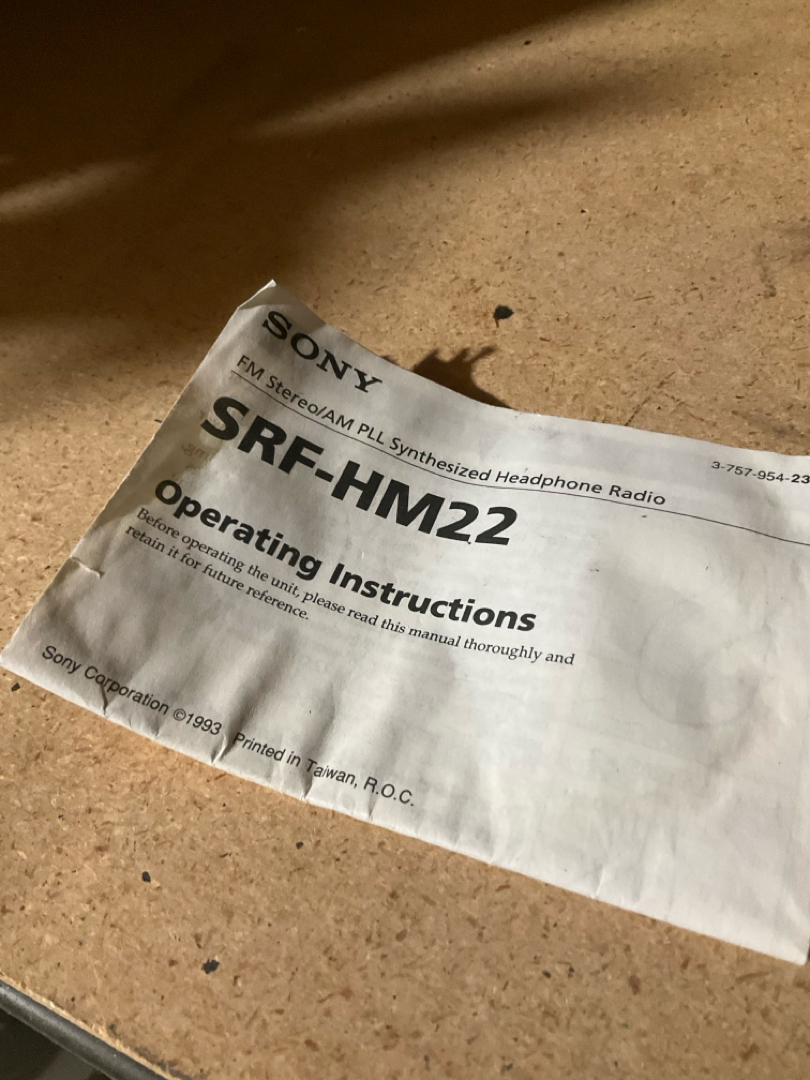 SONY
3-757-954-23
FM Stereo/AM PLL Synthesized Headphone Radio
SRF-HM22
Operating Instructions
Before operating the unit, please read this manual thoroughly and
retain it for future reference.
Sony Corporation ©1993 Printed in Taiwan, R.O.C.